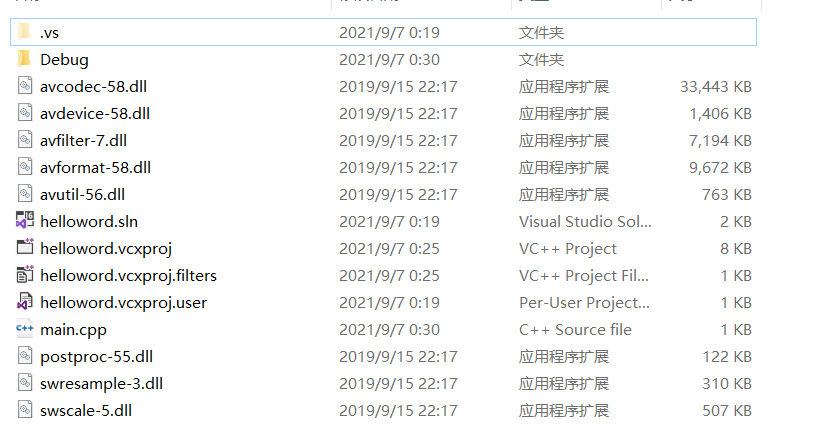 .vs 2021/9/7 0:19 文件夹
Debug 2021/9/7 0:30 文件夹
avcodec-58.dll 2019/9/15 22:17 应用程序扩展 33,443 KB
avdevice-58.dll 2019/9/15 22:17 应用程序扩展 1,406 KB
avfilter-7.dll 2019/9/15 22:17 应用程序扩展 7,194 KB
avformat-58.dll 2019/9/15 22:17 应用程序扩展 9,672 KB
avutil-56.dll 2019/9/15 22:17 应用程序扩展 763 KB
helloword.sln 2021/9/7 0:19 Visual Studio Sol... 2 KB
helloword.vcxproj 2021/9/7 0:25 VC++ Project 8 KB
helloword.vcxproj.filters 2021/9/7 0:25 VC++ Project Fil... 1 KB
helloword.vcxproj.user 2021/9/7 0:19 Per-User Project... 1 KB
main.cpp 2021/9/7 0:30 C++ Source file 1 KB
postproc-55.dll 2019/9/15 22:17 应用程序扩展 122 KB
swresample-3.dll 2019/9/15 22:17 应用程序扩展 310 KB
swscale-5.dll 2019/9/15 22:17 应用程序扩展 507 KB